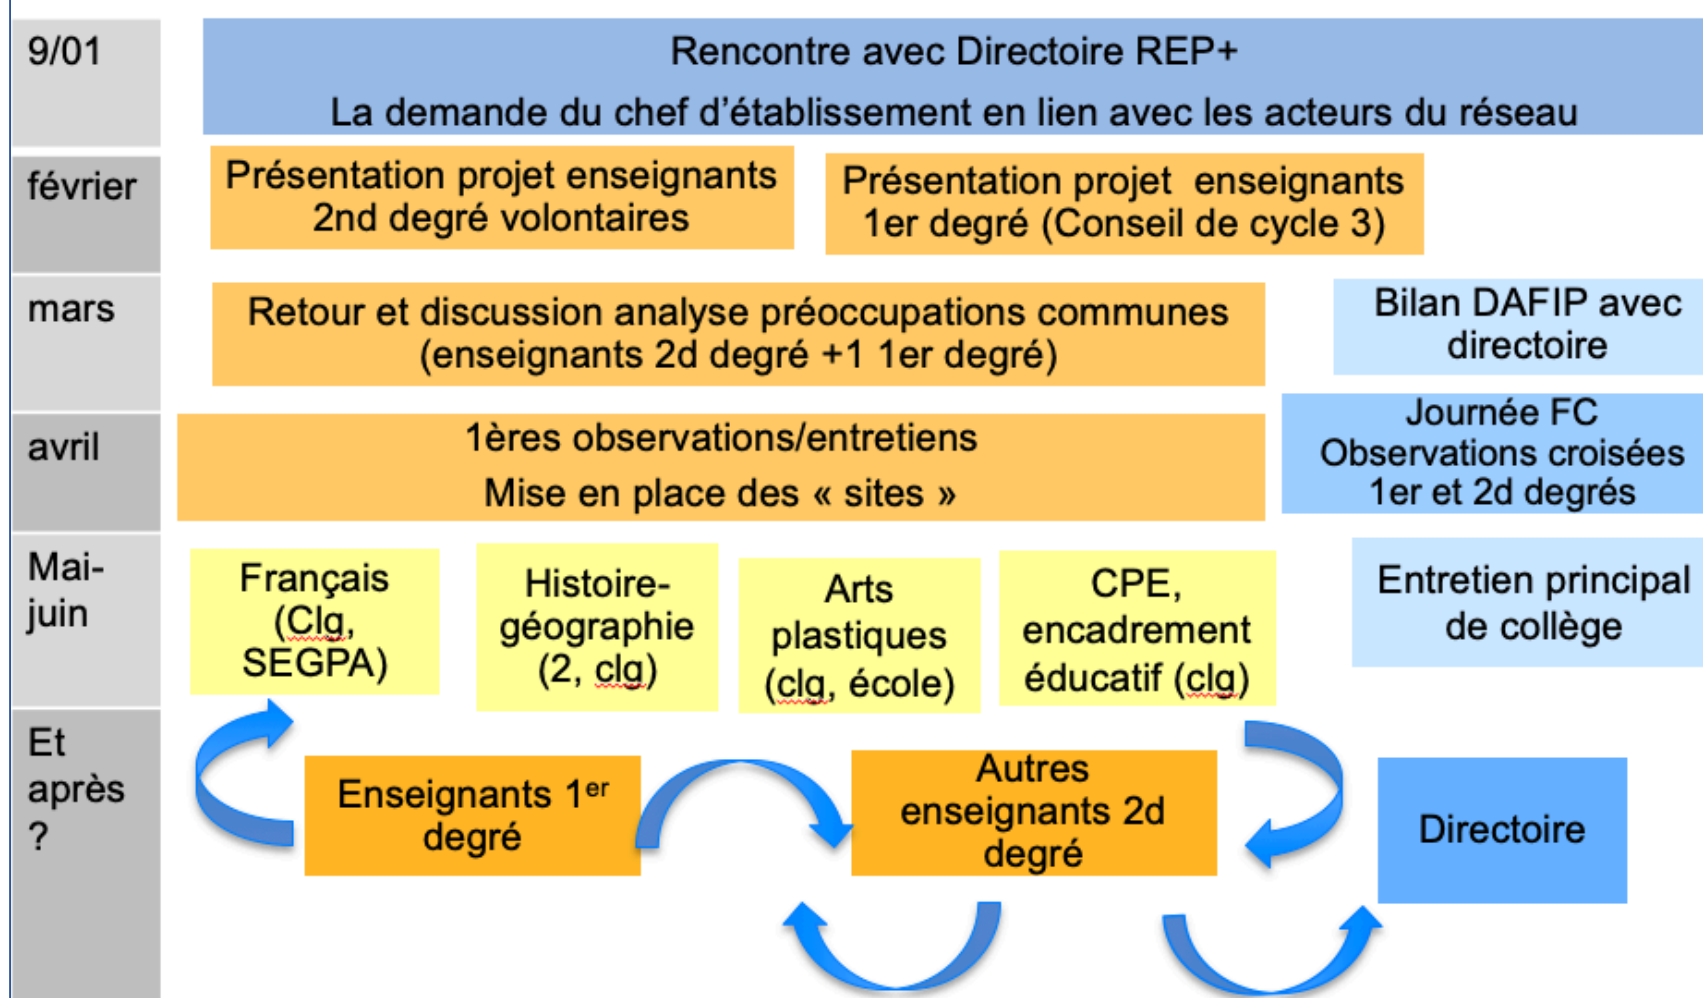 9/01
Rencontre avec Directoire REP+
La demande du chef d’établissement en lien avec les acteurs du réseau
février
Présentation projet enseignants
2nd degré volontaires
Présentation projet enseignants
1er degré (Conseil de cycle 3)
mars
Retour et discussion analyse préoccupations communes
(enseignants 2d degré +1 1er degré)
Bilan DAFIP avec
directoire
avril
1ères observations/entretiens
Mise en place des « sites »
Journée FC
Observations croisées
1er et 2d degrés
Mai-
juin
Français
(Clg,
SEGPA)
Histoire-
géographie
(2, clg)
Arts
plastiques
(clg, école)
CPE,
encadrement
éducatif (clg)
Entretien principal
de collège
Et
après
?
Enseignants 1er
degré
Autres
enseignants 2d
degré
Directoire